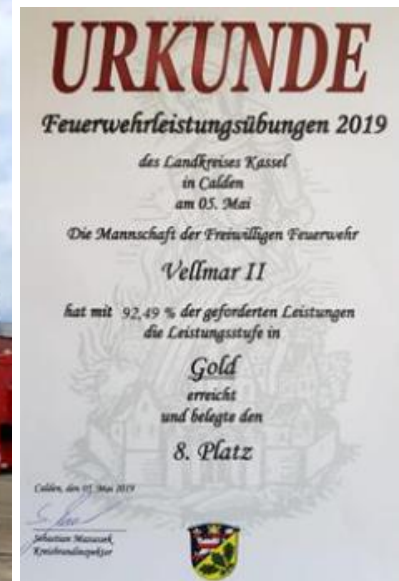 URKUNDE
Feuerwehrleistungsübungen 2019
des Landkreises Kassel
in Calden
am 05. Mai
Die Mannschaft der Freiwilligen Feuerwehr
Vellmar II
hat mit 92,49 % der geforderten Leistungen
die Leistungsstufe in
Gold
erreicht
und belegte den
8. Platz
Calden, den 05. Mai 2019
Sebastian
Kreisbrandinspektor